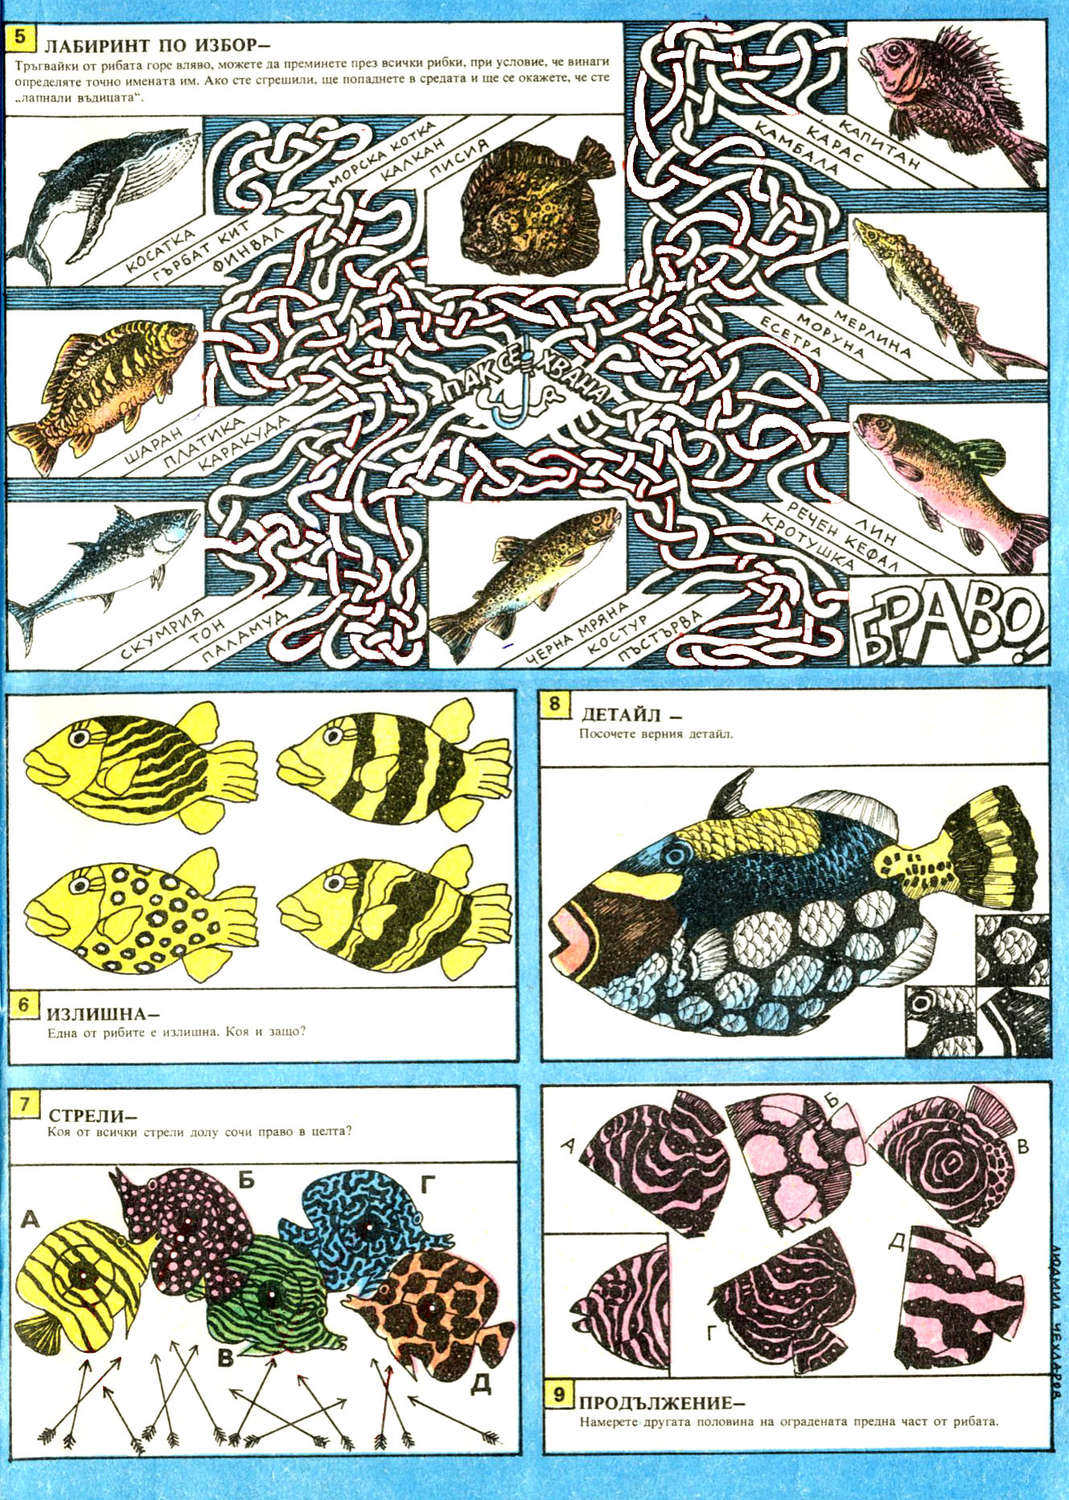 5
ЛАБИРИНТ ПО ИЗБОР—
Тръгвайки от рибата горе вляво, можете да преминете през всички рибки, при условие, че винаги
определяте точно имената им. Ако сте сгрешили, ще попаднете в средата и ще се окажете, че сте
„лапнали въдицата“.
КОСАТКА
ГЪРБАТ КИТ
ФИНВАЛ
МОРСКА КОТКА
КАЛКАН
ПИСИЯ
КАПИТАН
КАРАС
КАМБАЛА
МЕРЛИНА
МОРУНА
ЕСЕТРА
ШАРАН
ПЛАТИКА
КАРАКУДА
ПАК СЕ ХВАНА
ЛИН
РЕЧЕН КЕФАЛ
КРОТУШКА
СКУМРИЯ
ТОН
ПАЛАМУД
ЧЕРНА МРЯНА
КОСТУР
ПЪСТЪРВА
БРАВО!
6
ИЗЛИШНА—
Една от рибите е излишна. Коя и защо?
8
ДЕТАЙЛ —
Посочете верния детайл.
7
СТРЕЛИ—
Коя от всички стрели долу сочи право в целта?
А
Б
Г
В
Д
А
Б
В
Г
Д
9
ПРОДЪЛЖЕНИЕ—
Намерете другата половина на оградената предна част от рибата.
ЛЮДМИЛ ЧЕХЛАРОВ